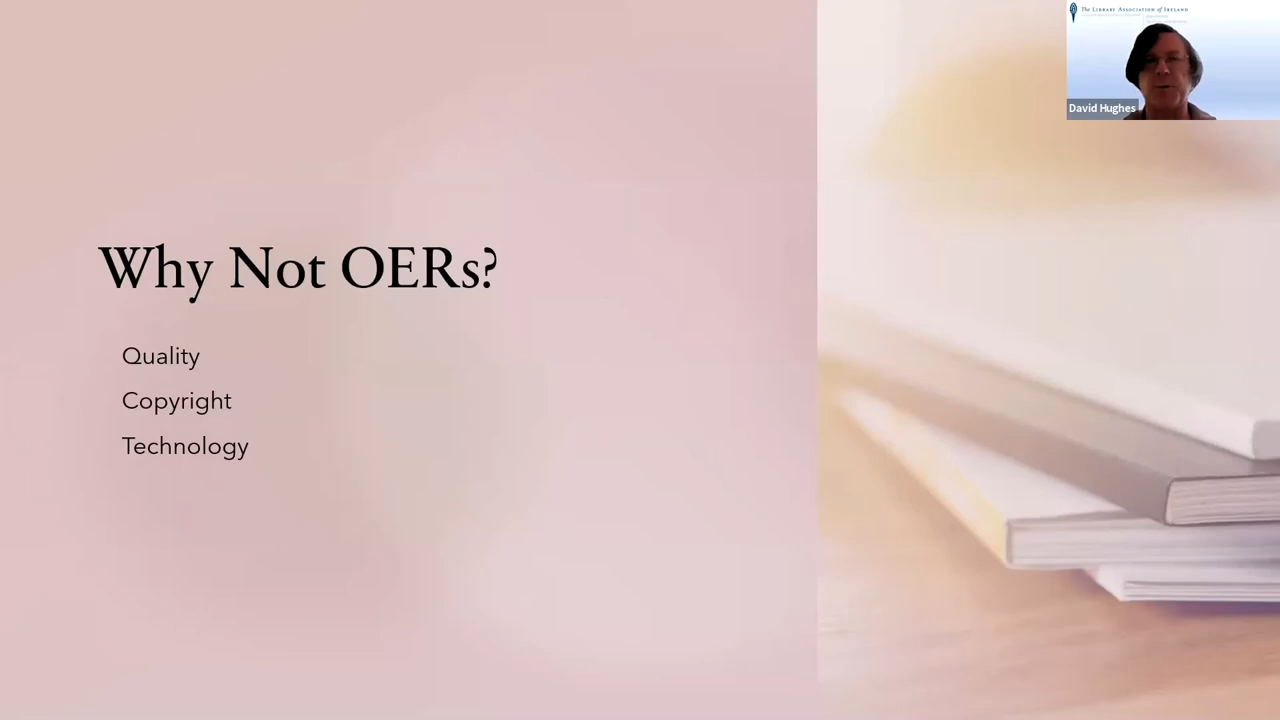 The Library Association of Ireland
David Hughes
Why Not OERs?
Quality
Copyright
Technology